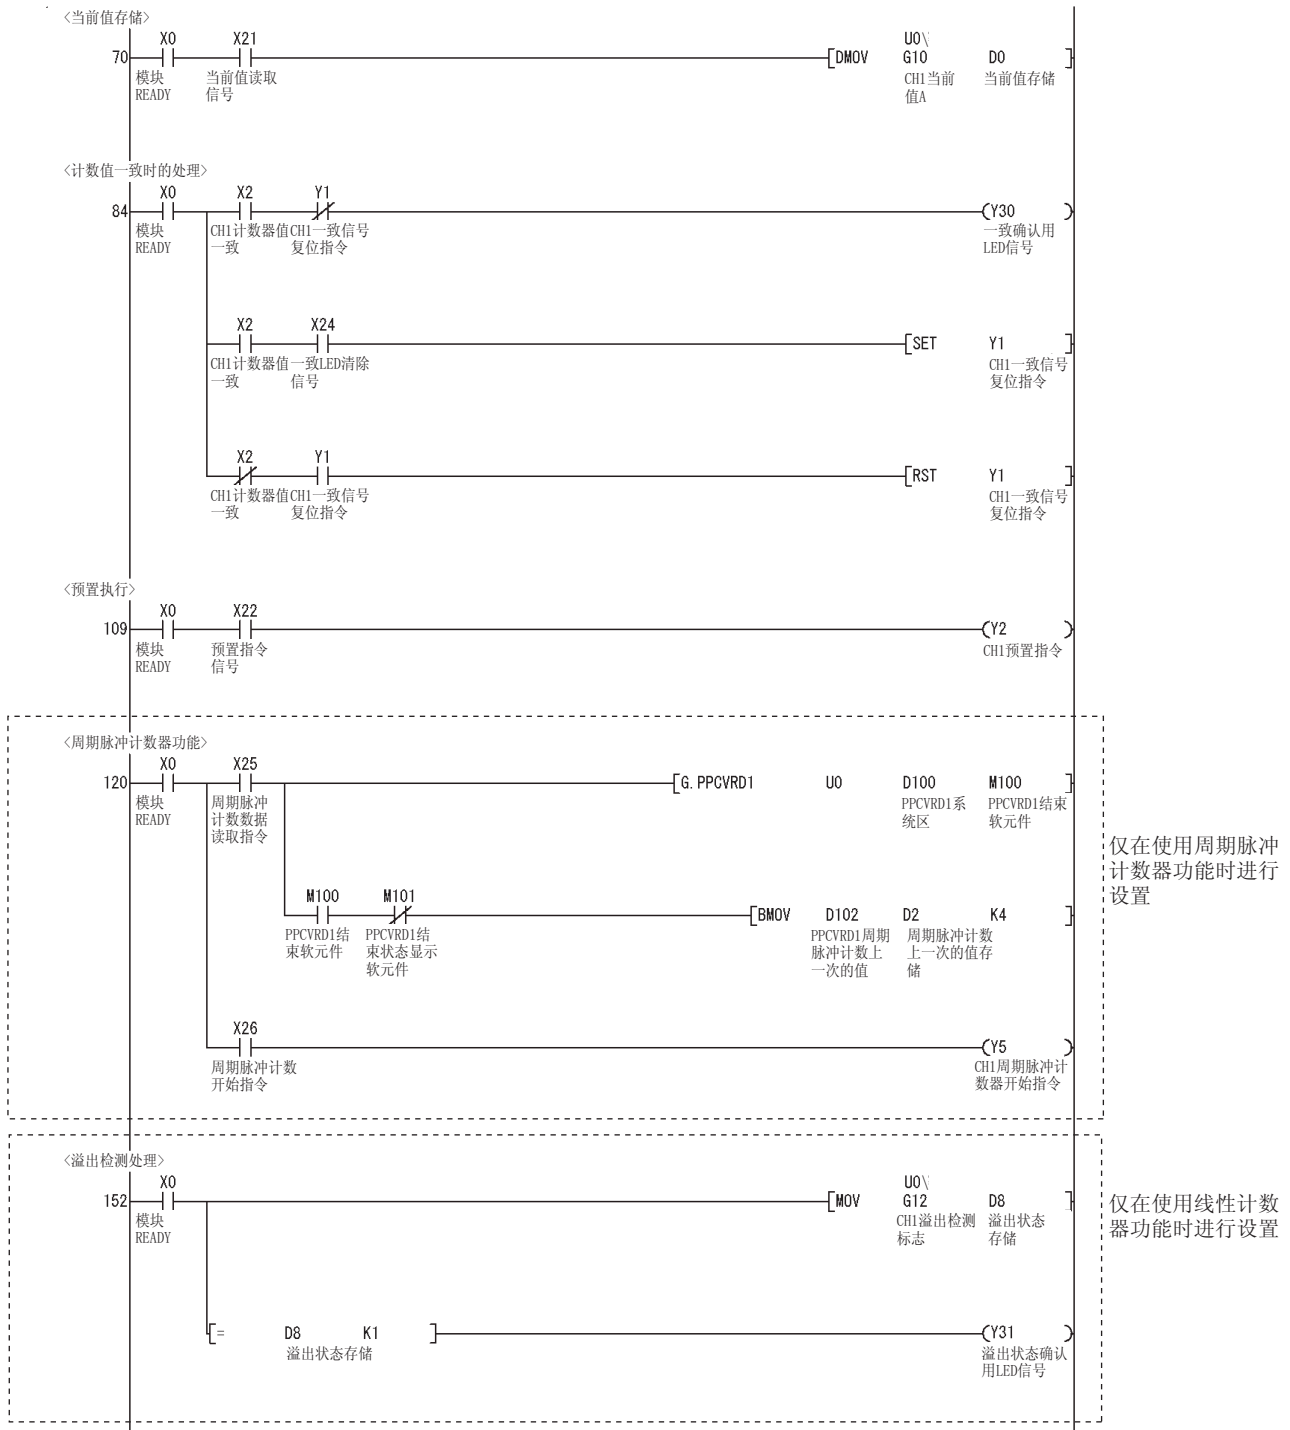 <当前值存储>
X0 X21 U0\
70 DMOV G10 D0
模块 当前值读取 CH1当前 当前值存储
READY 信号 值A
<计数值一致时的处理>
X0 X2 Y1
84 Y30
模块 CH1计数器值 CH1一致信号 一致确认用
READY 一致 复位指令 LED信号
X2 X24
SET Y1
CH1计数器值 一致LED清除 CH1一致信号
一致 信号 复位指令
X2 Y1
RST Y1
CH1计数器值 CH1一致信号 CH1一致信号
一致 复位指令 复位指令
<预置执行>
X0 X22
109 Y2
模块 预置指令 CH1预置指令
READY 信号
<周期脉冲计数器功能>
X0 X25
120 G.PPCVRD1 U0 D100 M100
模块 周期脉冲 PPCVRD1系 PPCVRD1结束
READY 计数数据 统区 软元件
读取指令
仅在使用周期脉冲
计数器功能时进行
设置
M100 M101
BMOV D102 D2 K4
PPCVRD1结 PPCVRD1结 PPCVRD1周期 周期脉冲计数
束软元件 束状态显示 脉冲计数上 上一次的值存
软元件 一次的值 储
X26
Y5
周期脉冲计数 CH1周期脉冲计
开始指令 数器开始指令
<溢出检测处理>
X0 U0\
152 MOV G12 D8
模块 CH1溢出检测 溢出状态
READY 标志 存储
仅在使用线性计数
器功能时进行设置
= D8 K1 Y31
溢出状态存储 溢出状态确认
用LED信号